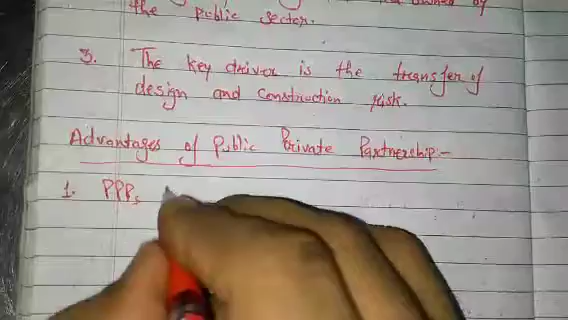 the public sector.
3. The key driver is the transfer of
design and construction risk.
Advantages of Public Private Partnership:-
1. PPPs